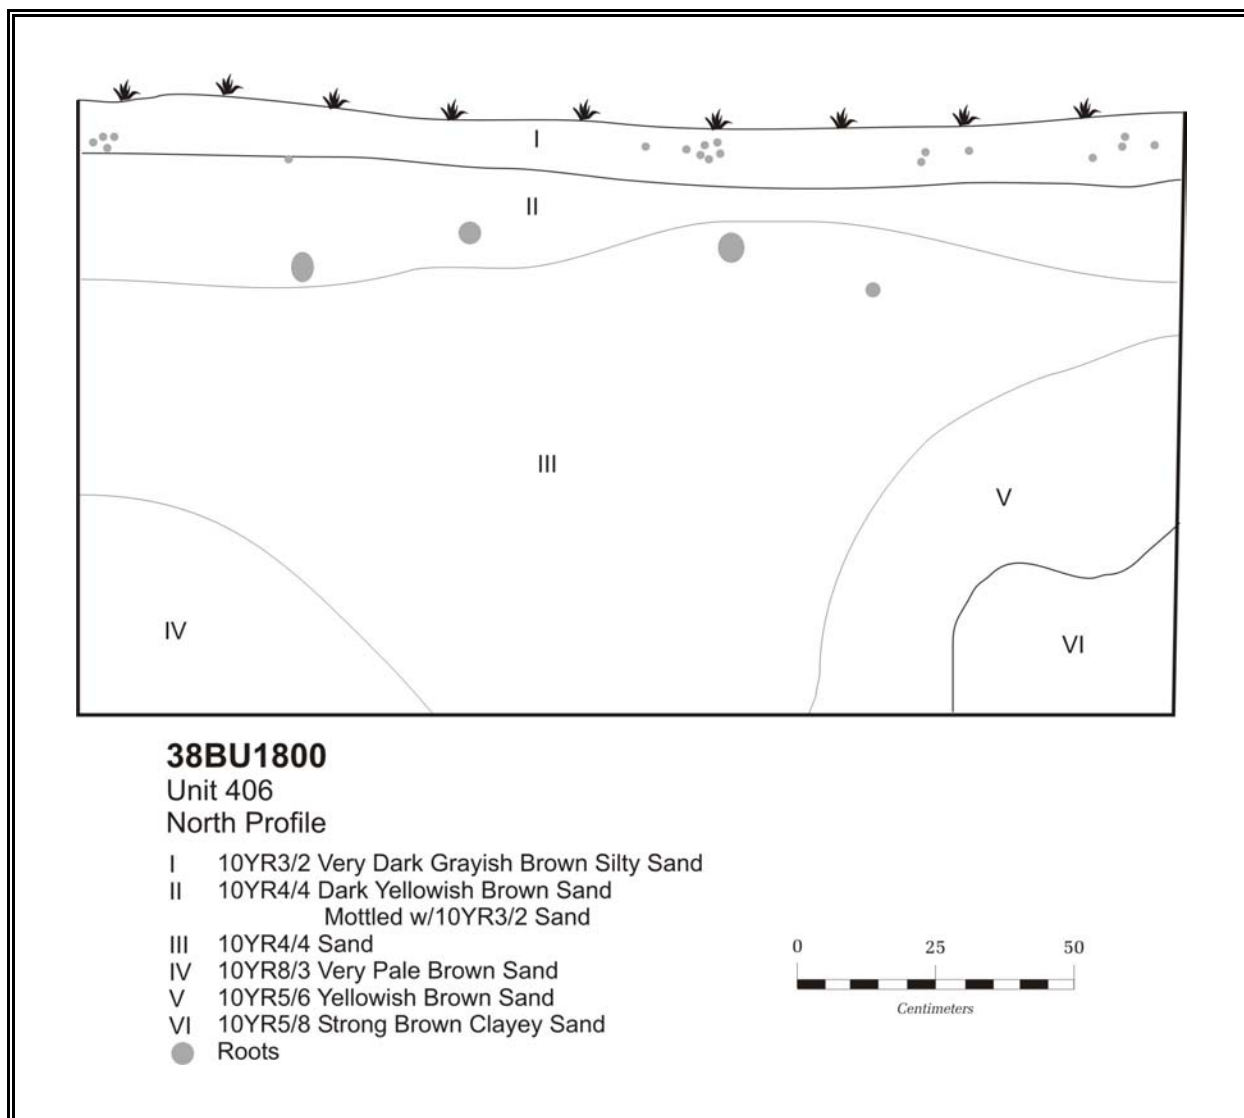 I
II
III
V
IV
VI
38BU1800
Unit 406
North Profile
I 10YR3/2 Very Dark Grayish Brown Silty Sand
II 10YR4/4 Dark Yellowish Brown Sand
Mottled w/10YR3/2 Sand
III 10YR4/4 Sand
IV 10YR8/3 Very Pale Brown Sand
V 10YR5/6 Yellowish Brown Sand
VI 10YR5/8 Strong Brown Clayey Sand
Roots
0 25 50
Centimeters